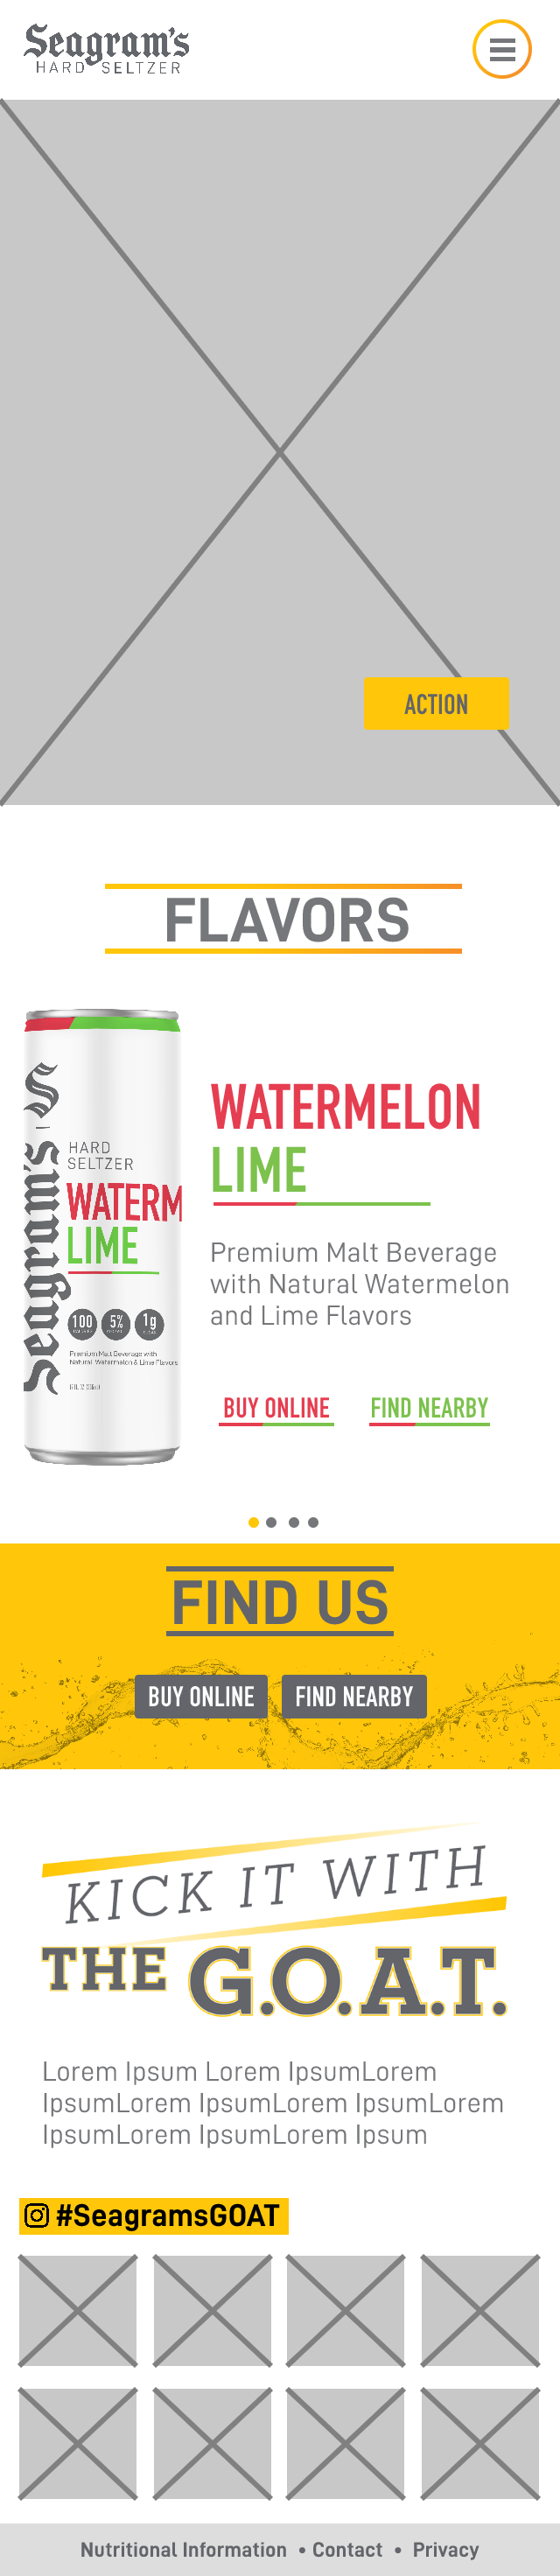 Seagram's
HARD SELTZER
ACTION
FLAVORS
Seagram's
HARD
SELTZER
WATERM
LIME
100
5%
1g
Premium Malt Beverage with
Natural Watermelon & Lime Flavors
WATERMELON
LIME
Premium Malt Beverage
with Natural Watermelon
and Lime Flavors
BUY ONLINE
FIND NEARBY
FIND US
BUY ONLINE
FIND NEARBY
KICK IT WITH
THE G.O.A.T.
Lorem Ipsum Lorem IpsumLorem
IpsumLorem IpsumLorem IpsumLorem
IpsumLorem IpsumLorem Ipsum
#SeagramsGOAT
Nutritional Information • Contact • Privacy